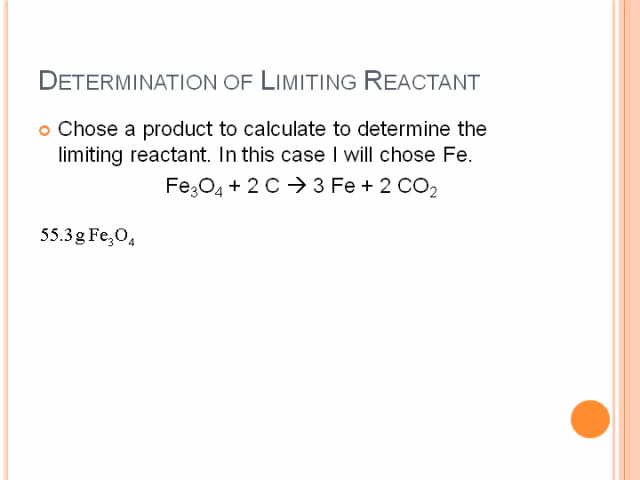 DETERMINATION OF LIMITING REACTANT
Chose a product to calculate to determine the
limiting reactant. In this case I will chose Fe.
Fe₃O₄ + 2 C → 3 Fe + 2 CO₂
55.3 g Fe₃O₄